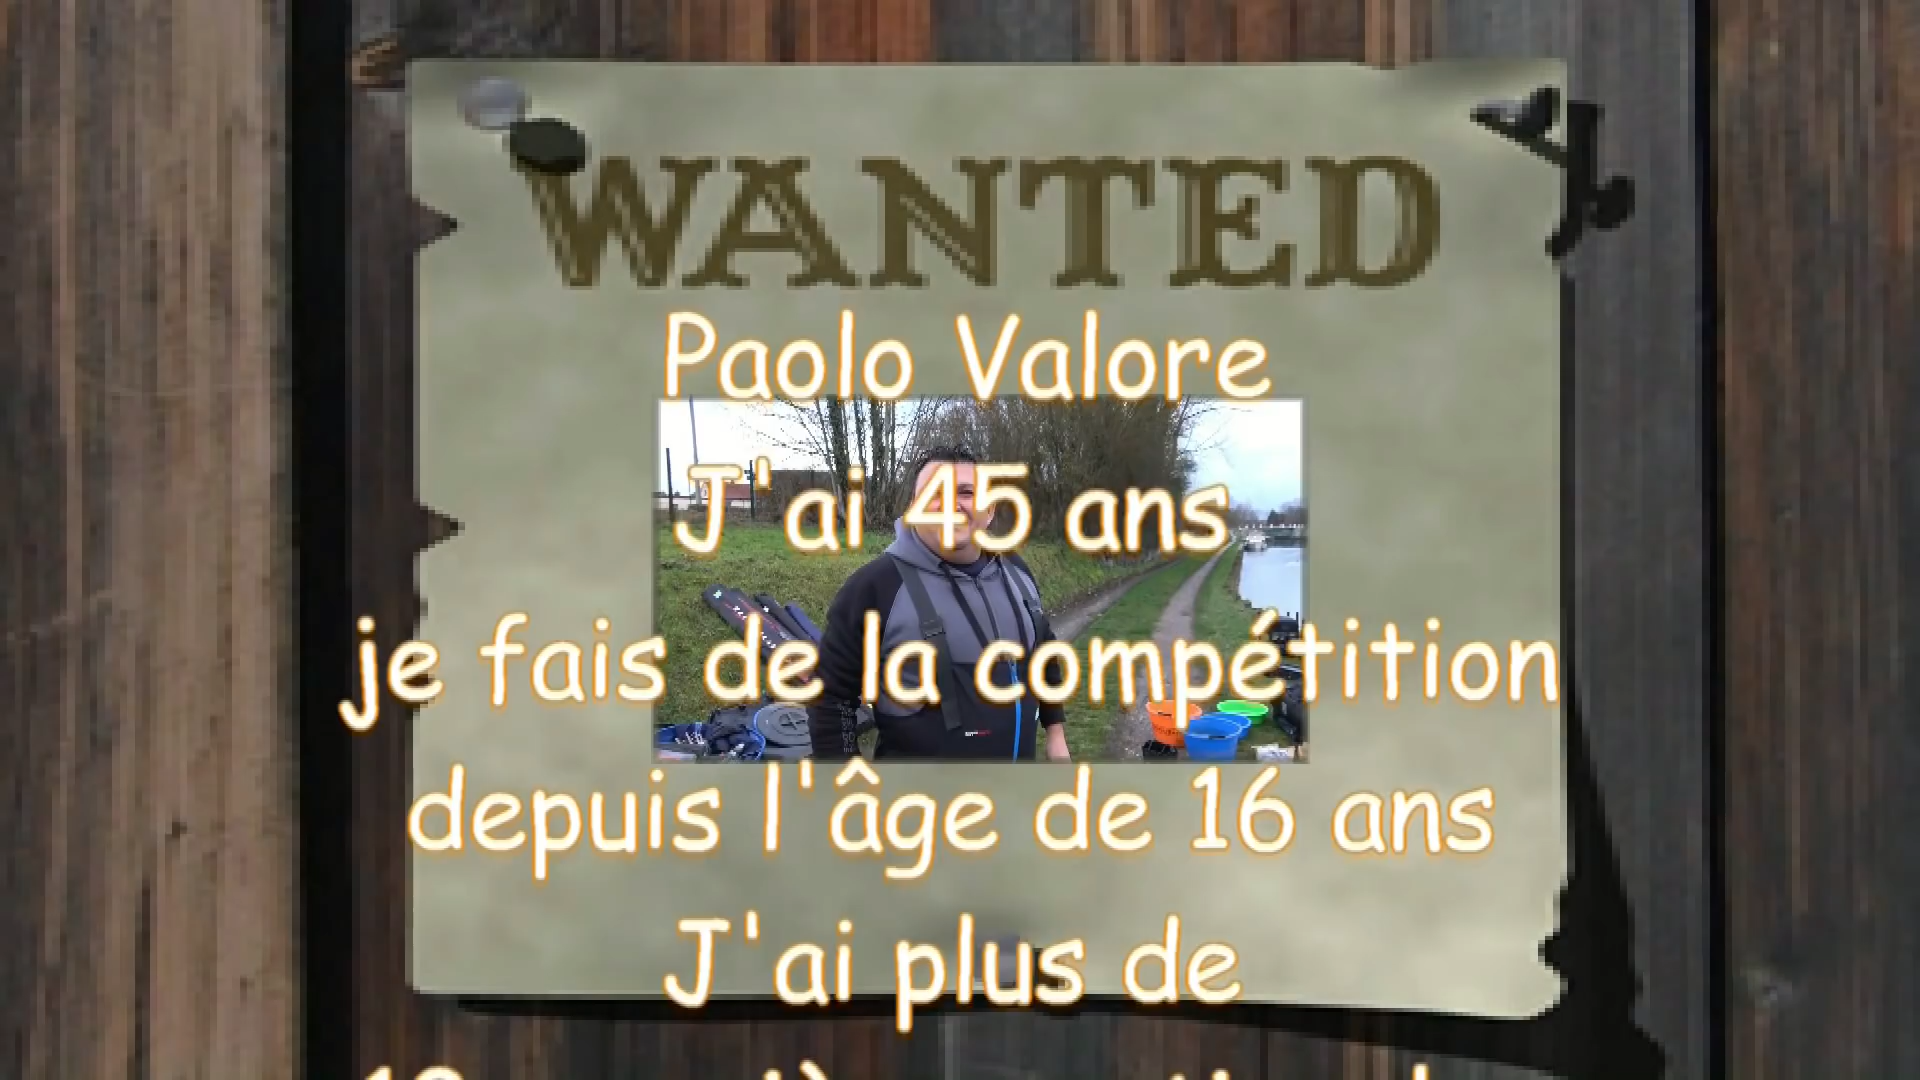 WANTED
Paolo Valore
J'ai 45 ans
je fais de la compétition
depuis l'âge de 16 ans
J'ai plus de